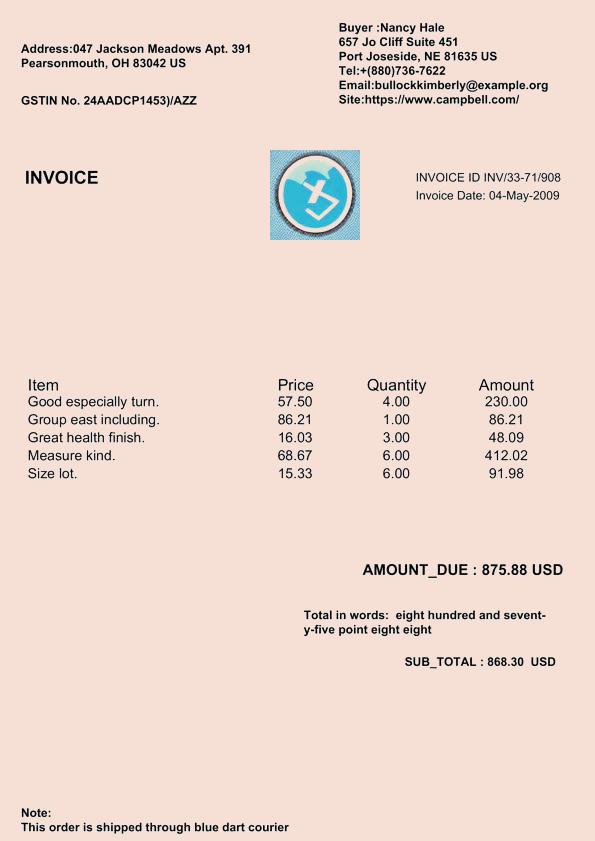 Address:047 Jackson Meadows Apt. 391
Pearsonmouth, OH 83042 US
GSTIN No. 24AADCP1453)/AZZ
Buyer :Nancy Hale
657 Jo Cliff Suite 451
Port Joseside, NE 81635 US
Tel:+(880)736-7622
Email:bullockkimberly@example.org
Site:https://www.campbell.com/
INVOICE
INVOICE ID INV/33-71/908
Invoice Date: 04-May-2009
Item Price Quantity Amount
Good especially turn. 57.50 4.00 230.00
Group east including. 86.21 1.00 86.21
Great health finish. 16.03 3.00 48.09
Measure kind. 68.67 6.00 412.02
Size lot. 15.33 6.00 91.98
AMOUNT_DUE : 875.88 USD
Total in words:  eight hundred and sevent-
y-five point eight eight
SUB_TOTAL : 868.30  USD
Note:
This order is shipped through blue dart courier